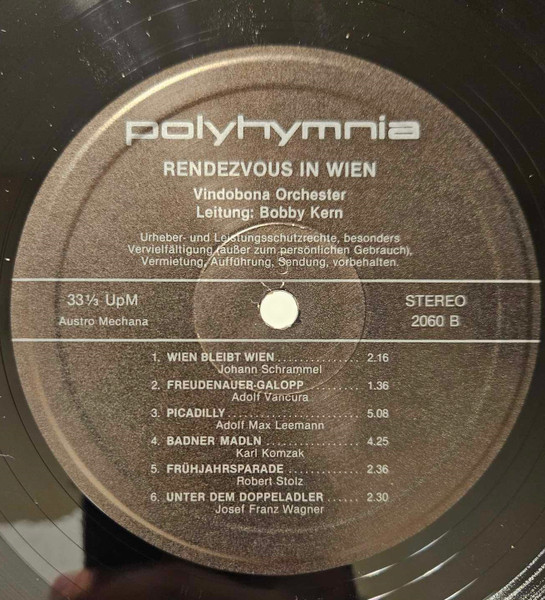 polyhymnia
RENDEZVOUS IN WIEN
Vindobona Orchester
Leitung: Bobby Kern
Urheber- und Leistungsschutzrechte, besonders
Vervielfältigung (außer zum persönlichen Gebrauch),
Vermietung, Aufführung, Sendung, vorbehalten.
33⅓ UpM
STEREO
Austro Mechana
2060 B
1. WIEN BLEIBT WIEN ............... 2.16
Johann Schrammel
2. FREUDENAUER-GALOPP .......... 1.36
Adolf Vancura
3. PICADILLY ........................ 5.08
Adolf Max Leemann
4. BADNER MADLN .................. 4.25
Karl Komzak
5. FRÜHJAHRSPARADE ............. 2.36
Robert Stolz
6. UNTER DEM DOPPELADLER ...... 2.30
Josef Franz Wagner